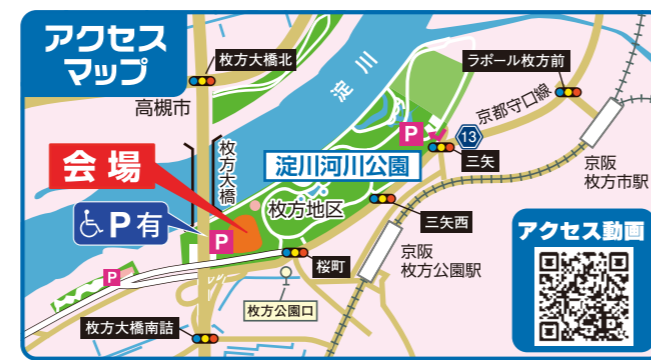 アクセス
マップ
枚方大橋北
高槻市
淀川
ラポール枚方前
京都守口線
13
P
三矢
会場
枚方大橋
淀川河川公園
京阪
枚方市駅
枚方地区
P有
P
三矢西
アクセス動画
桜町
京阪
枚方公園駅
P
枚方公園口
枚方大橋南詰